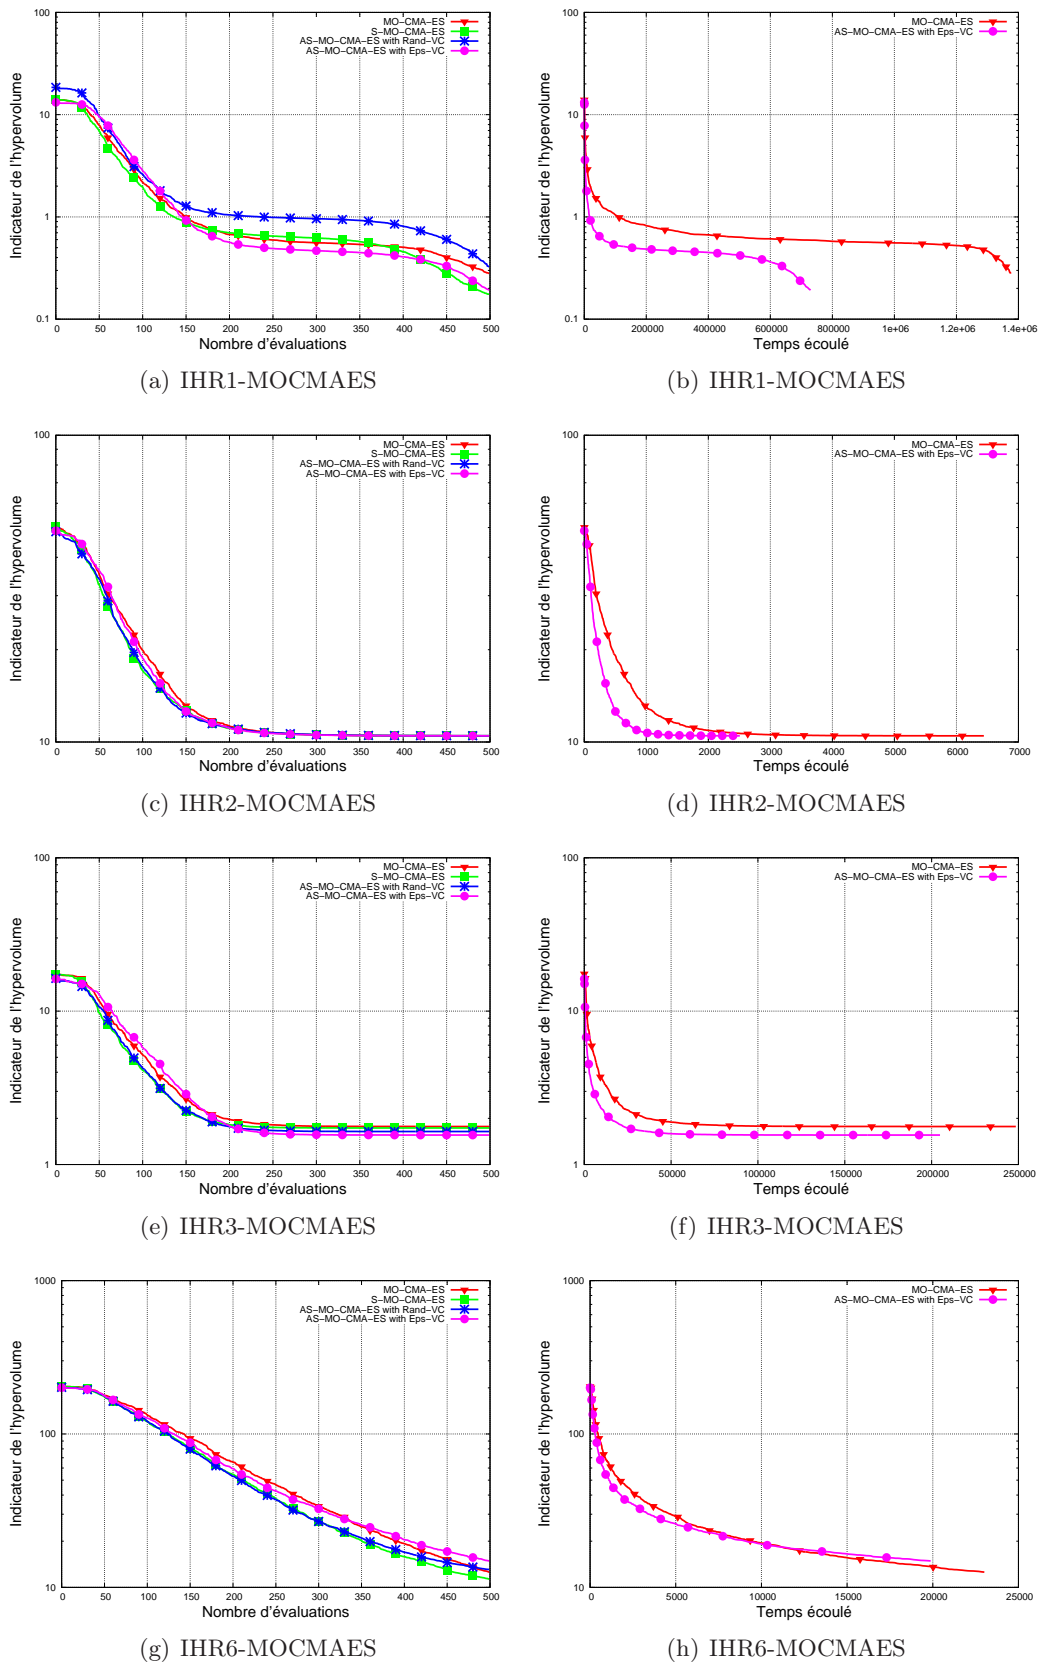 100
10
1
0.1
0
50
100
150
200
250
300
350
400
450
500
Indicateur de l'hypervolume
Nombre d'évaluations
MO-CMA-ES
S-MO-CMA-ES
AS-MO-CMA-ES with Rand-VC
AS-MO-CMA-ES with Eps-VC
(a) IHR1-MOCMAES
100
10
1
0.1
0
200000
400000
600000
800000
1e+06
1.2e+06
1.4e+06
Indicateur de l'hypervolume
Temps écoulé
MO-CMA-ES
AS-MO-CMA-ES with Eps-VC
(b) IHR1-MOCMAES
100
10
0
50
100
150
200
250
300
350
400
450
500
Indicateur de l'hypervolume
Nombre d'évaluations
MO-CMA-ES
S-MO-CMA-ES
AS-MO-CMA-ES with Rand-VC
AS-MO-CMA-ES with Eps-VC
(c) IHR2-MOCMAES
100
10
0
1000
2000
3000
4000
5000
6000
7000
Indicateur de l'hypervolume
Temps écoulé
MO-CMA-ES
AS-MO-CMA-ES with Eps-VC
(d) IHR2-MOCMAES
100
10
1
0
50
100
150
200
250
300
350
400
450
500
Indicateur de l'hypervolume
Nombre d'évaluations
MO-CMA-ES
S-MO-CMA-ES
AS-MO-CMA-ES with Rand-VC
AS-MO-CMA-ES with Eps-VC
(e) IHR3-MOCMAES
100
10
1
0
50000
100000
150000
200000
250000
Indicateur de l'hypervolume
Temps écoulé
MO-CMA-ES
AS-MO-CMA-ES with Eps-VC
(f) IHR3-MOCMAES
1000
100
10
0
50
100
150
200
250
300
350
400
450
500
Indicateur de l'hypervolume
Nombre d'évaluations
MO-CMA-ES
S-MO-CMA-ES
AS-MO-CMA-ES with Rand-VC
AS-MO-CMA-ES with Eps-VC
(g) IHR6-MOCMAES
1000
100
10
0
5000
10000
15000
20000
25000
Indicateur de l'hypervolume
Temps écoulé
MO-CMA-ES
AS-MO-CMA-ES with Eps-VC
(h) IHR6-MOCMAES